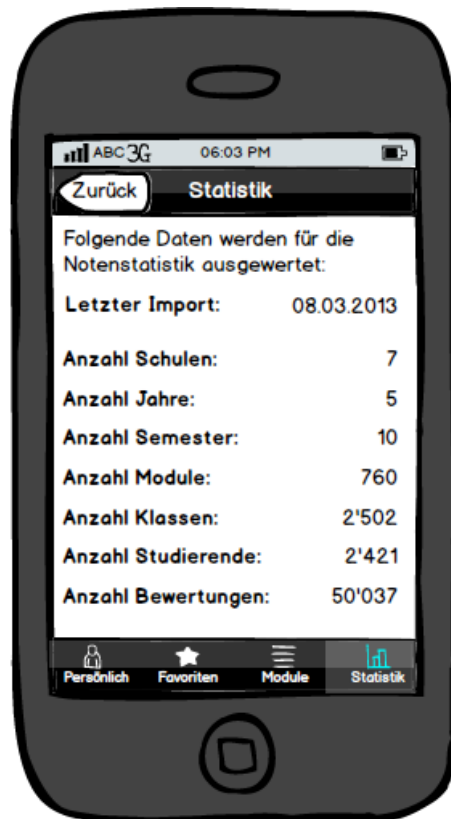 ABC 3G 06:03 PM
Zurück Statistik
Folgende Daten werden für die
Notenstatistik ausgewertet:
Letzter Import: 08.03.2013
Anzahl Schulen: 7
Anzahl Jahre: 5
Anzahl Semester: 10
Anzahl Module: 760
Anzahl Klassen: 2'502
Anzahl Studierende: 2'421
Anzahl Bewertungen: 50'037
Persönlich Favoriten Module Statistik